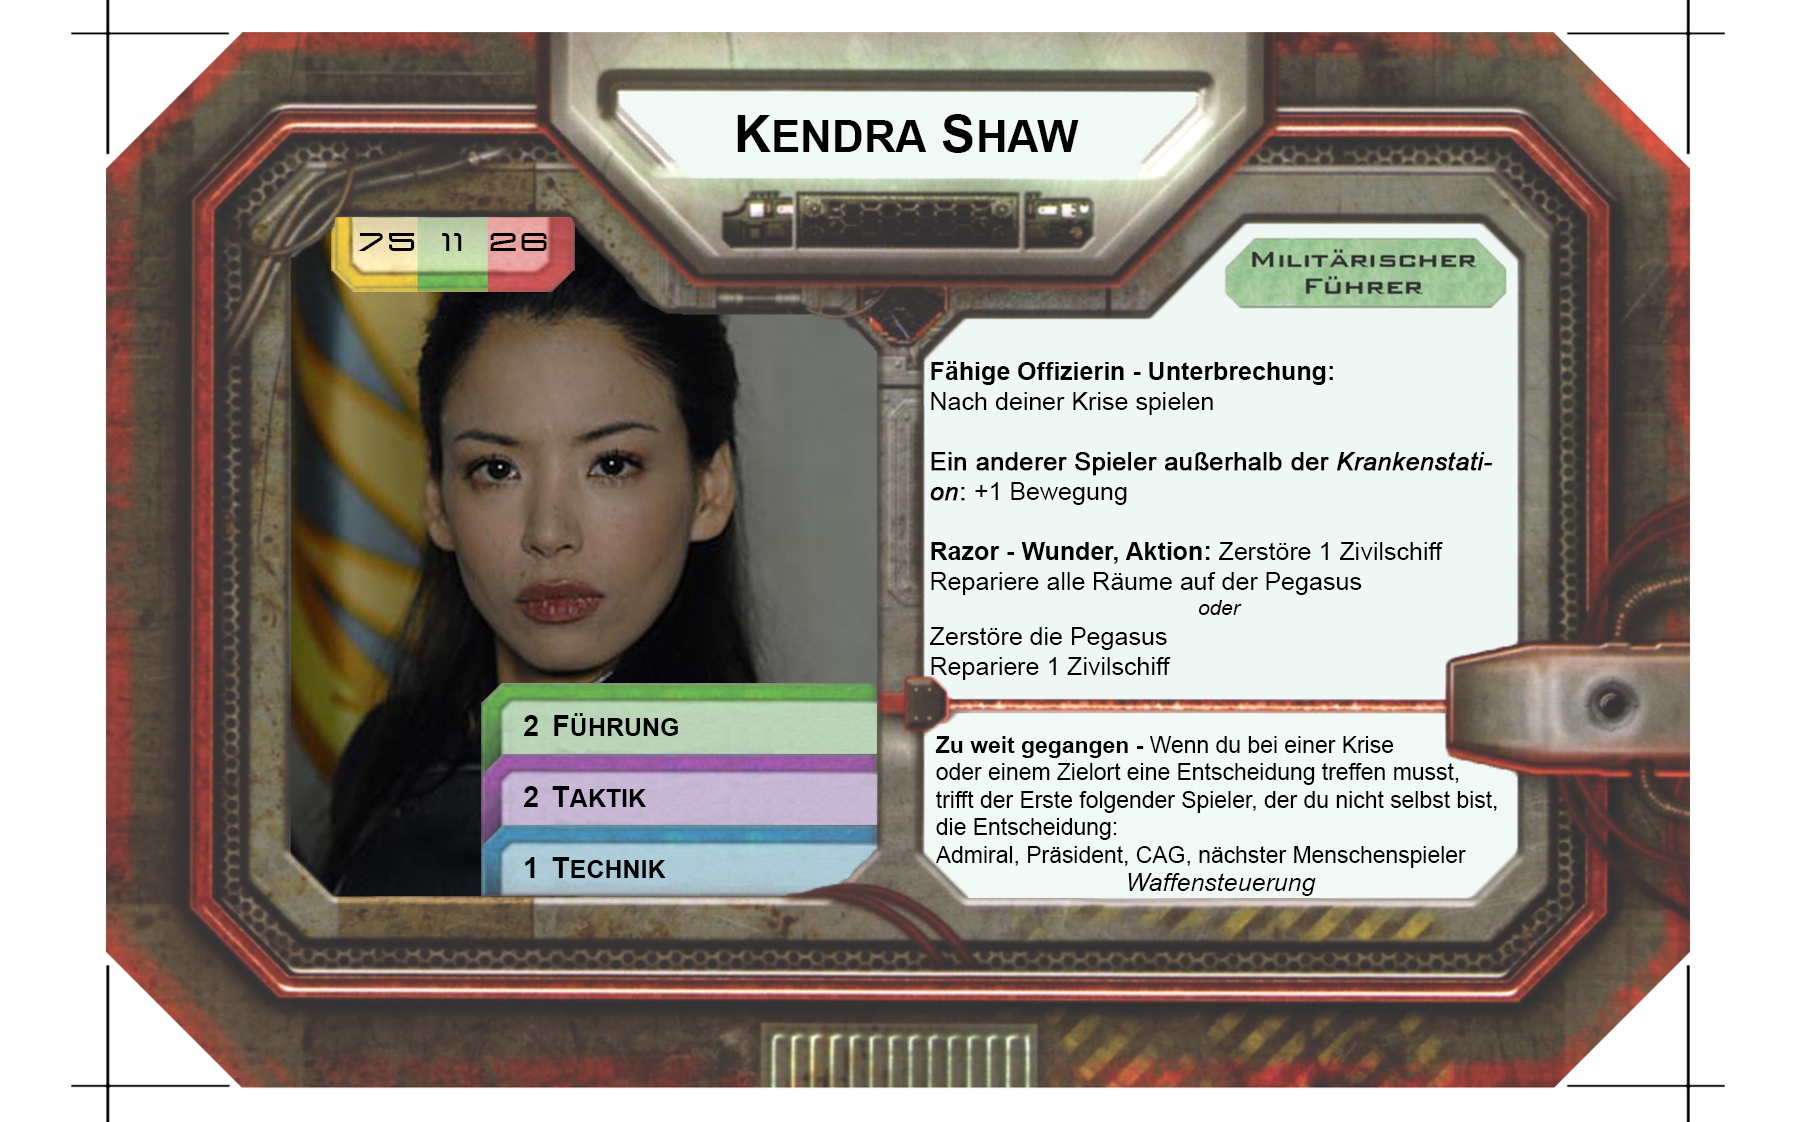 KENDRA SHAW
75 11 26
MILITÄRISCHER
FÜHRER
Fähige Offizierin - Unterbrechung:
Nach deiner Krise spielen
Ein anderer Spieler außerhalb der Krankenstati-
on: +1 Bewegung
Razor - Wunder, Aktion: Zerstöre 1 Zivilschiff
Repariere alle Räume auf der Pegasus
oder
Zerstöre die Pegasus
Repariere 1 Zivilschiff
2 FÜHRUNG
2 TAKTIK
1 TECHNIK
Zu weit gegangen - Wenn du bei einer Krise
oder einem Zielort eine Entscheidung treffen musst,
trifft der Erste folgender Spieler, der du nicht selbst bist,
die Entscheidung:
Admiral, Präsident, CAG, nächster Menschenspieler
Waffensteuerung